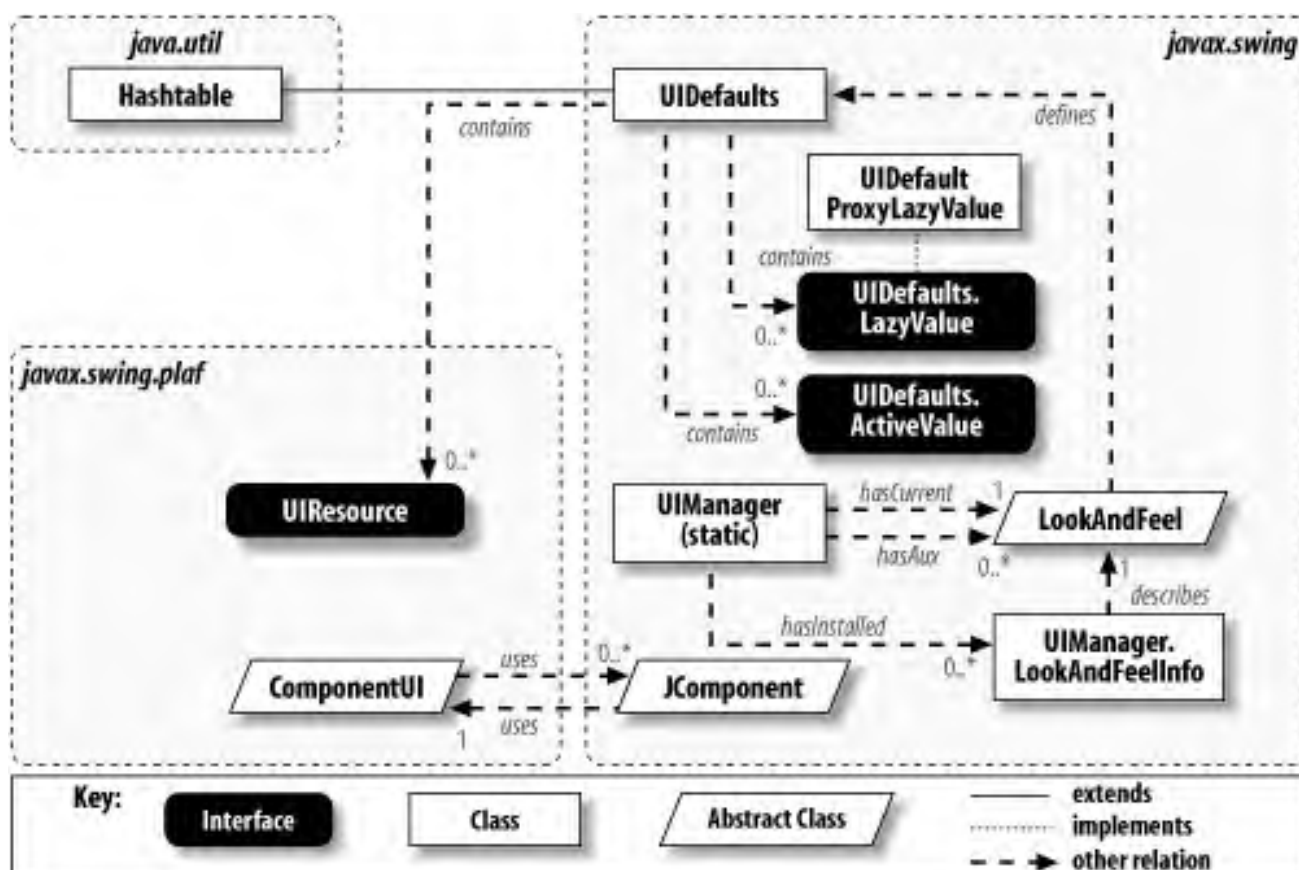 java.util
javax.swing
Hashtable
UIDefaults
contains
defines
UIDefault
ProxyLazyValue
contains
UIDefaults.
LazyValue
0..*
javax.swing.plaf
0..*
UIDefaults.
ActiveValue
contains
0..*
UIResource
UIManager
(static)
hasCurrent
1
LookAndFeel
hasAux
0..*
1
describes
hasInstalled
0..*
UIManager.
LookAndFeelInfo
ComponentUI
uses
0..*
JComponent
1
uses
Key:
Interface
Class
Abstract Class
extends
implements
other relation